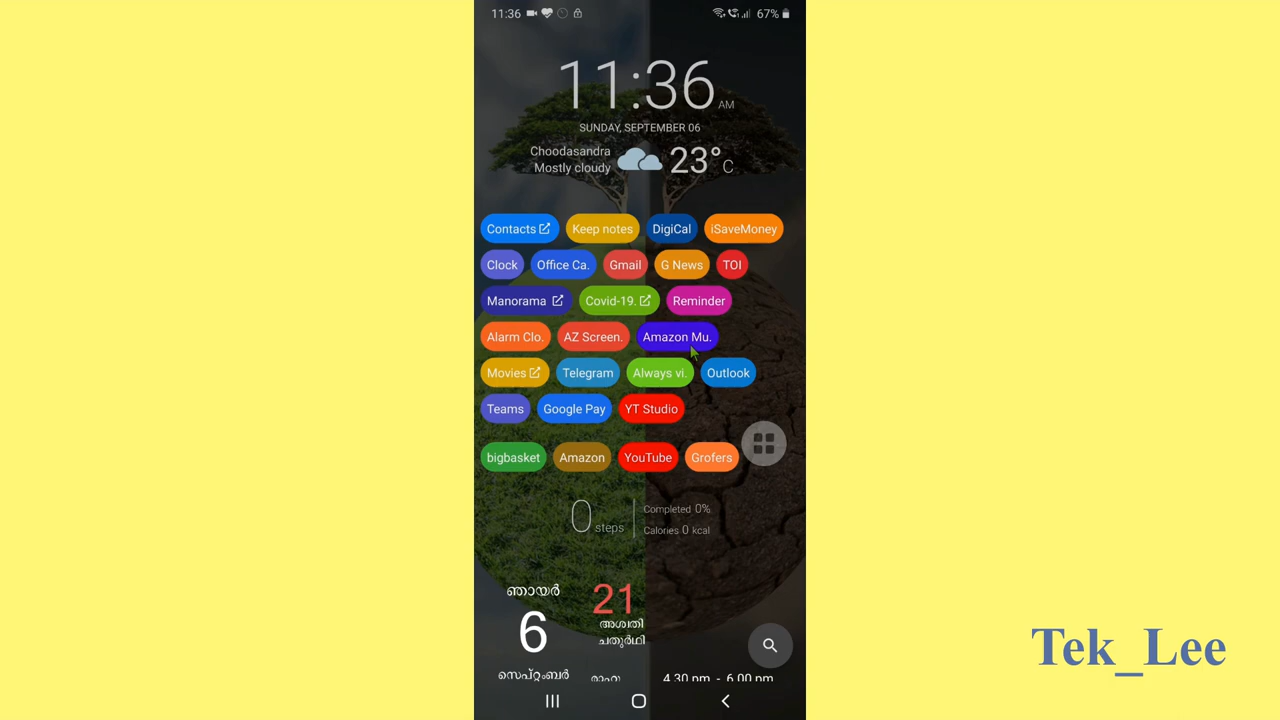 11:36 67%
11:36 AM
SUNDAY, SEPTEMBER 06
Choodasandra
Mostly cloudy
23° C
Contacts Keep notes DigiCal iSaveMoney
Clock Office Ca. Gmail G News TOI
Manorama Covid-19. Reminder
Alarm Clo. AZ Screen. Amazon Mu.
Movies Telegram Always vi. Outlook
Teams Google Pay YT Studio
bigbasket Amazon YouTube Grofers
0 steps
Completed 0%
Calories 0 kcal
ഞായർ
6
സെപ്റ്റംബർ
21
അശ്വതി
ചതുർഥി
രാഹു 4.30 pm - 6.00 pm
Tek_Lee